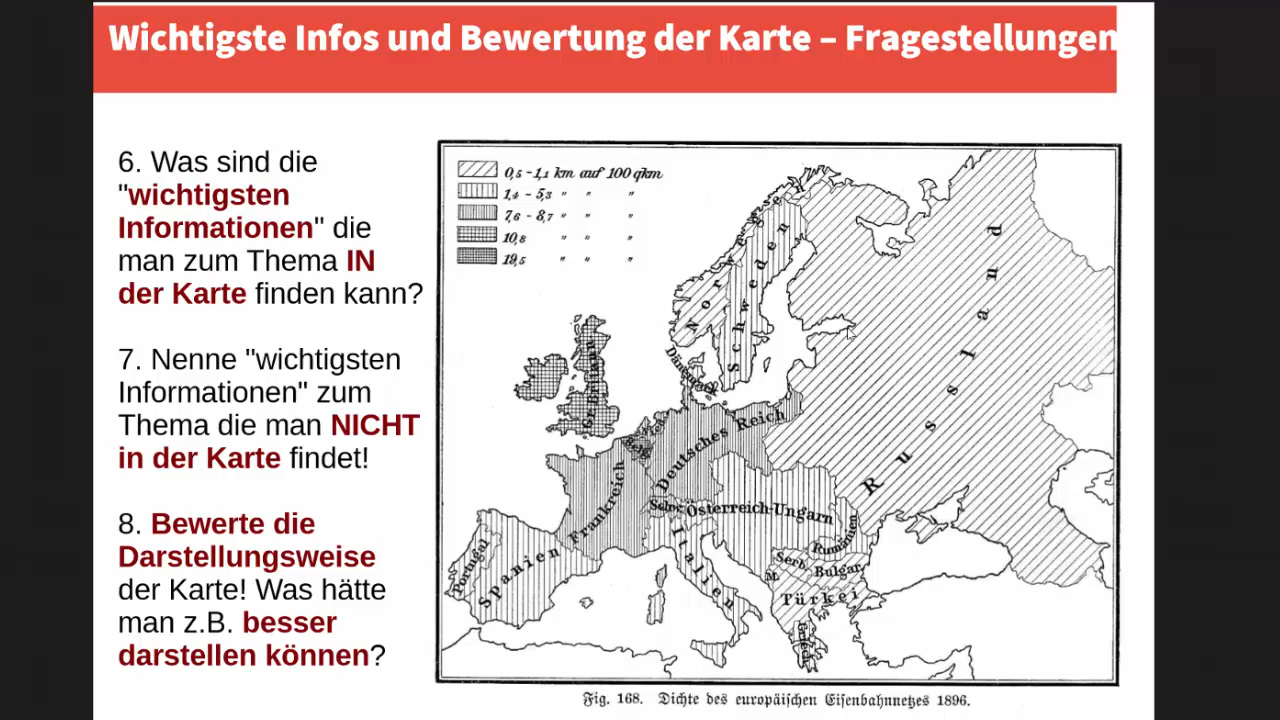 Wichtigste Infos und Bewertung der Karte – Fragestellungen
6. Was sind die
"wichtigsten
Informationen" die
man zum Thema IN
der Karte finden kann?
7. Nenne "wichtigsten
Informationen" zum
Thema die man NICHT
in der Karte findet!
8. Bewerte die
Darstellungsweise
der Karte! Was hätte
man z.B. besser
darstellen können?
0,5 - 1,1 km auf 100 qkm
1,4 - 5,3 " " "
7,6 - 8,7 " " "
10,8 " " "
19,5 " " "
Norwegen
Schweden
Russland
Dänemark
Gr. Britan
Deutsches Reich
Frankreich
Schw.
Österreich-Ungarn
Italien
Spanien
Portugal
Rumänien
Serb.
Bulgar.
M.
Türkei
Fig. 168. Dichte des europäischen Eisenbahnnetzes 1896.